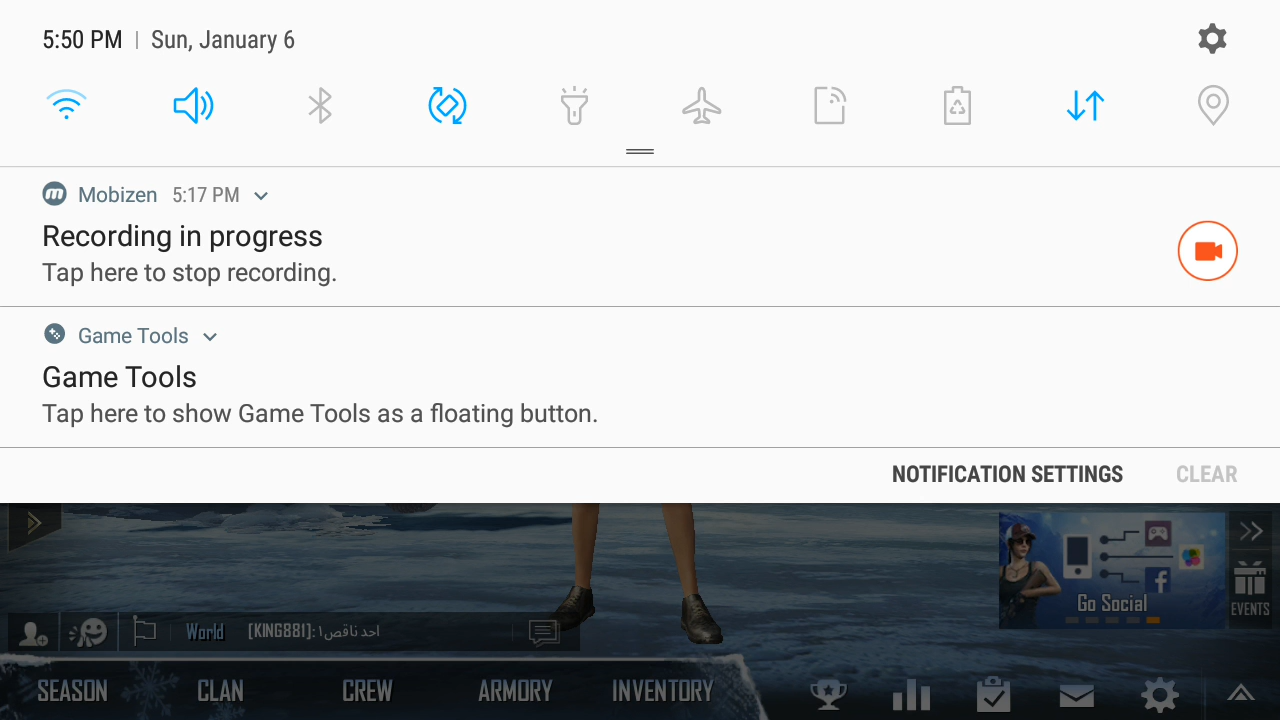 5:50 PM | Sun, January 6
Mobizen 5:17 PM
Recording in progress
Tap here to stop recording.
Game Tools
Game Tools
Tap here to show Game Tools as a floating button.
NOTIFICATION SETTINGS CLEAR
Go Social
EVENTS
World [KING881]: احد ناقص١
SEASON CLAN CREW ARMORY INVENTORY